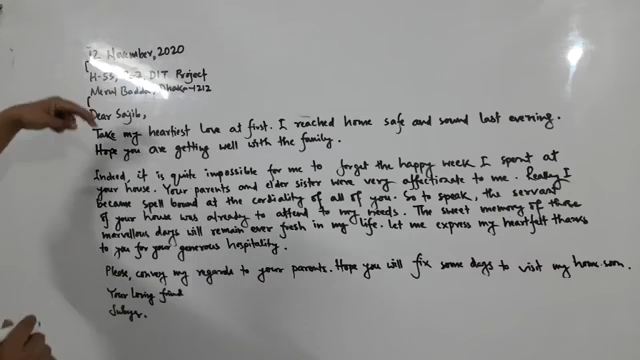 12 November, 2020
H-55, R-2, DIT Project
Merul Badda, Dhaka-1212
Dear Sajib,
Take my heartiest love at first. I reached home safe and sound last evening.
Hope you are getting well with the family.
Indeed, it is quite impossible for me to forget the happy week I spent at
your house. Your parents and elder sister were very affectionate to me. Really I
became spell bound at the cordiality of all of you. So to speak, the servant
of your house was already to attend to my needs. The sweet memory of those
marvellous days will remain ever fresh in my life. Let me express my heartfelt thanks
to you for your generous hospitality.
Please, convey my regards to your parents. Hope you will fix some days to visit my home soon.
Your loving friend